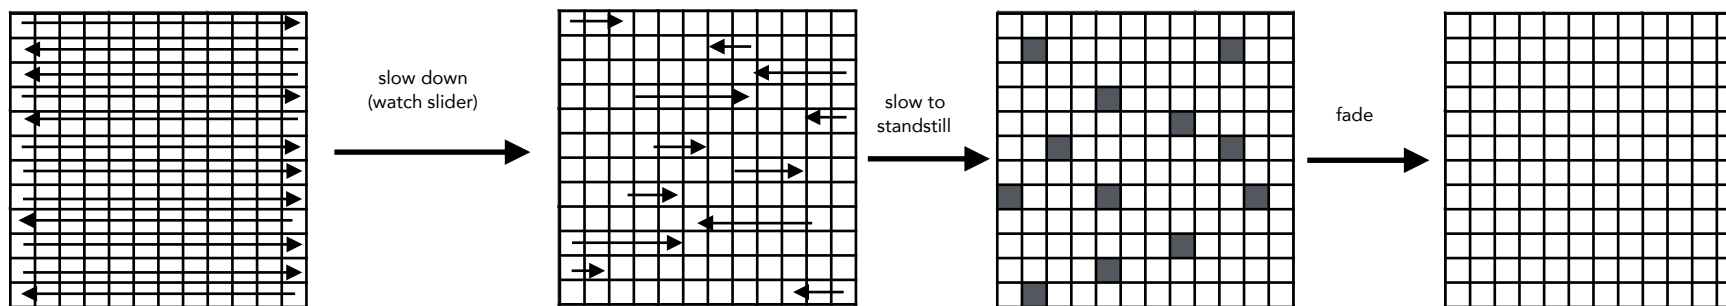 slow down
(watch slider)
slow to
standstill
fade